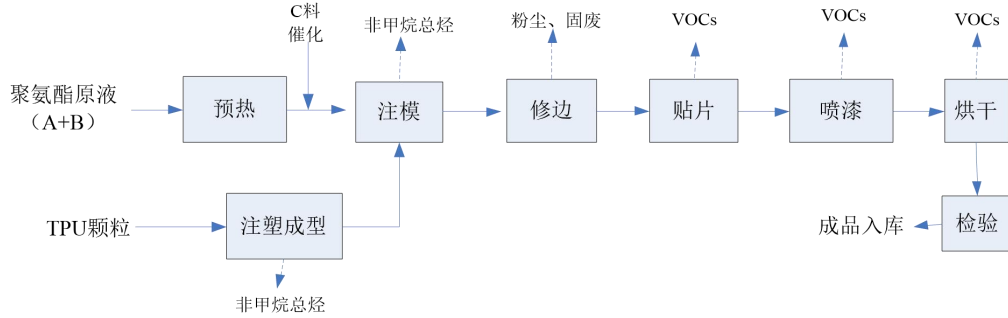 C料
催化
非甲烷总烃
粉尘、固废
VOCs
VOCs
VOCs
聚氨酯原液
（A+B）
预热
注模
修边
贴片
喷漆
烘干
TPU颗粒
注塑成型
成品入库
检验
非甲烷总烃